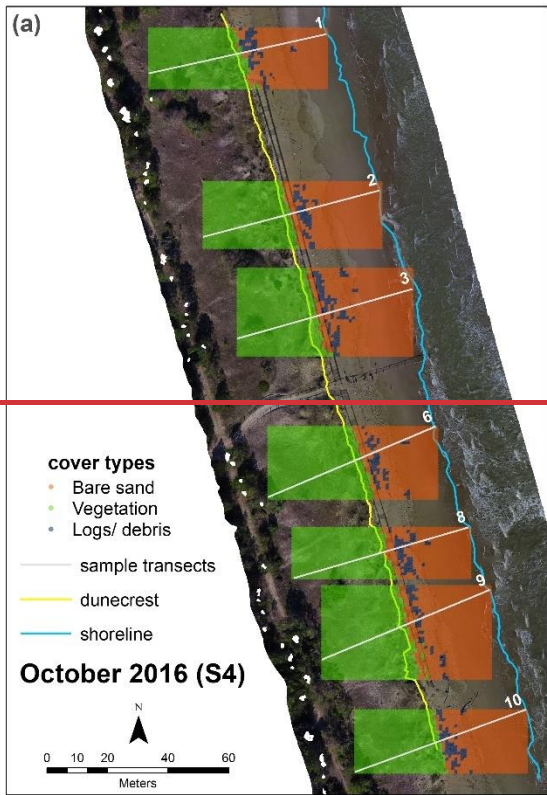 (a)
1
2
3
6
8
9
10
cover types
Bare sand
Vegetation
Logs/ debris
sample transects
dunecrest
shoreline
October 2016 (S4)
N
0 10 20 40 60
Meters